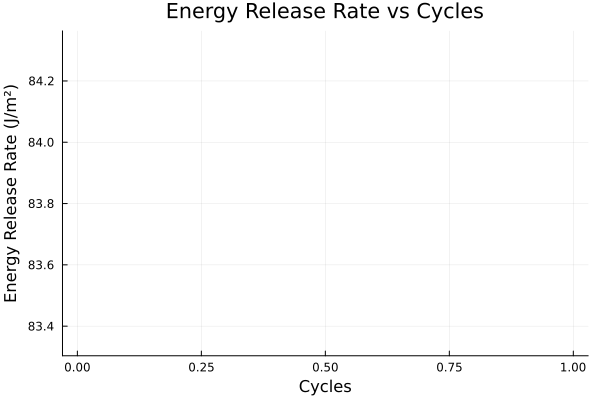 Energy Release Rate vs Cycles
Energy Release Rate (J/m²)
84.2
84.0
83.8
83.6
83.4
0.00 0.25 0.50 0.75 1.00
Cycles